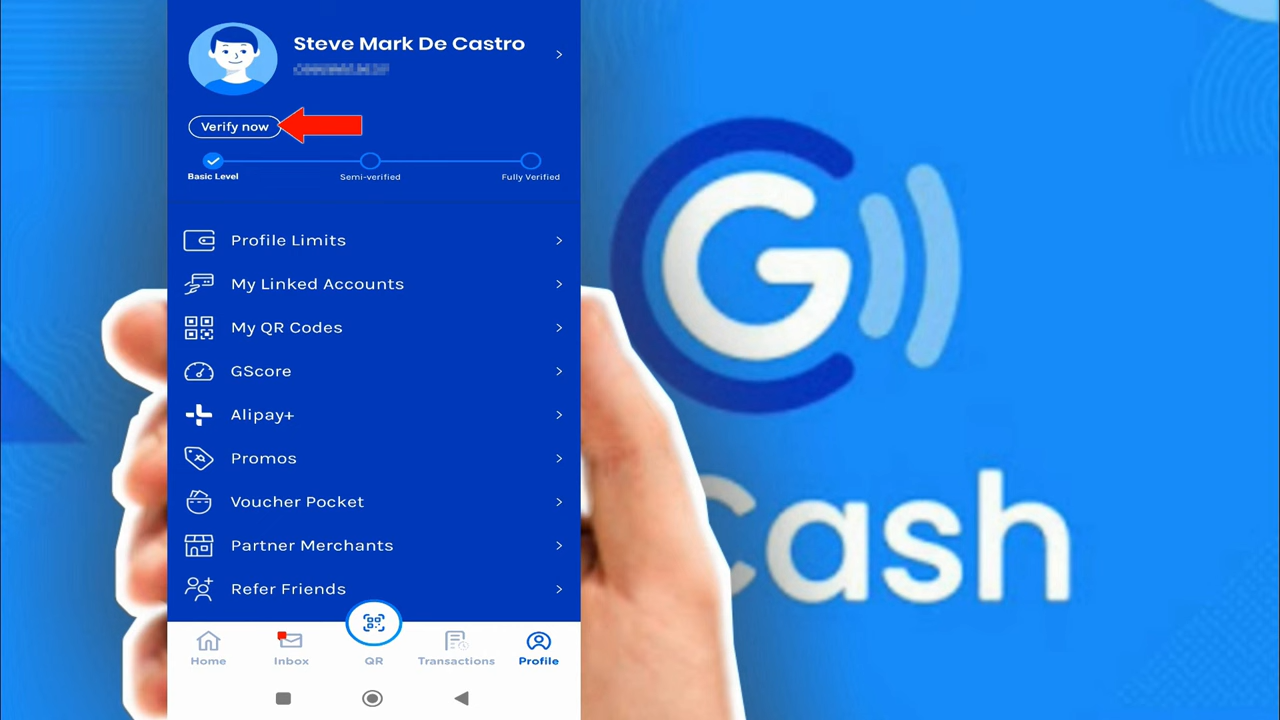 Steve Mark De Castro
Verify now
Basic Level
Semi-verified
Fully Verified
Profile Limits
My Linked Accounts
My QR Codes
GScore
Alipay+
Promos
Voucher Pocket
Partner Merchants
Refer Friends
Home
Inbox
QR
Transactions
Profile
G
Cash